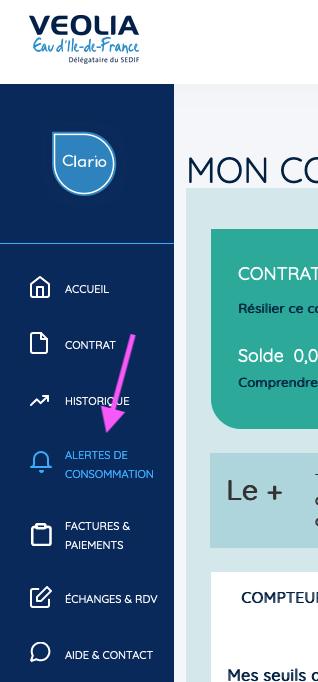 VEOLIA
Eau d'Ile-de-France
Délégataire du SEDIF
Clario
MON CO
ACCUEIL
CONTRAT
HISTORIQUE
ALERTES DE
CONSOMMATION
FACTURES &
PAIEMENTS
ÉCHANGES & RDV
AIDE & CONTACT
CONTRAT
Résilier ce co
Solde 0,0
Comprendre
Le +
COMPTEU
Mes seuils d